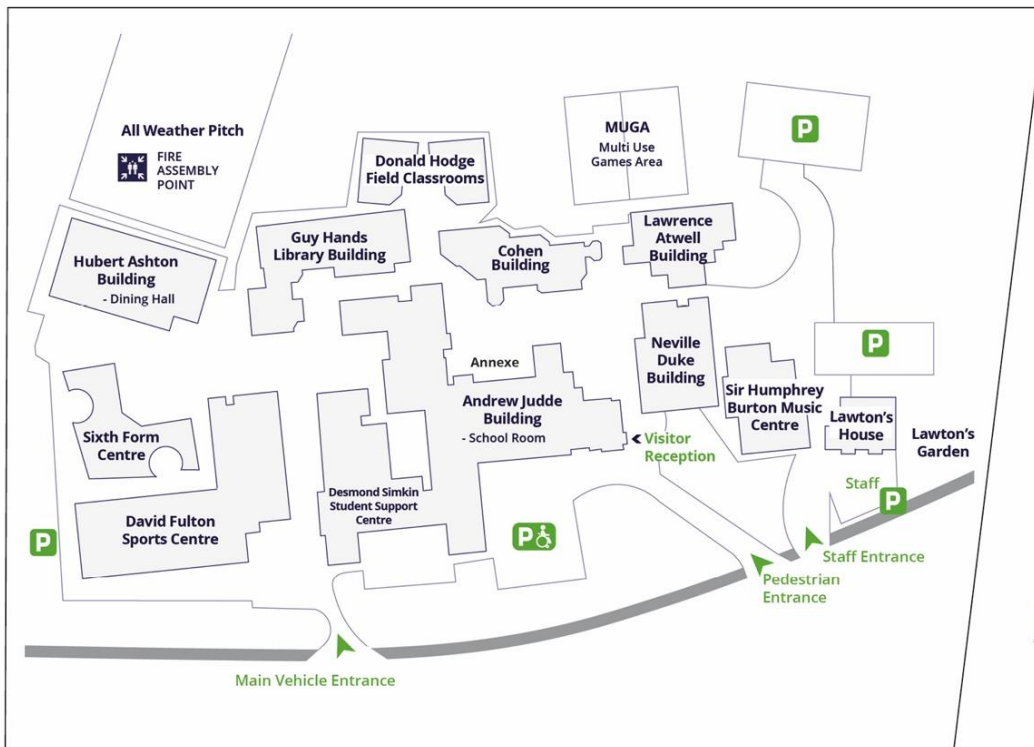 All Weather Pitch
FIRE
ASSEMBLY
POINT
MUGA
Multi Use
Games Area
P
Donald Hodge
Field Classrooms
Hubert Ashton
Building
- Dining Hall
Guy Hands
Library Building
Cohen
Building
Lawrence
Atwell
Building
P
Annexe
Neville
Duke
Building
Sir Humphrey
Burton Music
Centre
Lawton's
House
Lawton's
Garden
Sixth Form
Centre
Andrew Judde
Building
- School Room
Visitor
Reception
Desmond Simkin
Student Support
Centre
David Fulton
Sports Centre
P
P
Staff
P
Staff Entrance
Pedestrian
Entrance
Main Vehicle Entrance